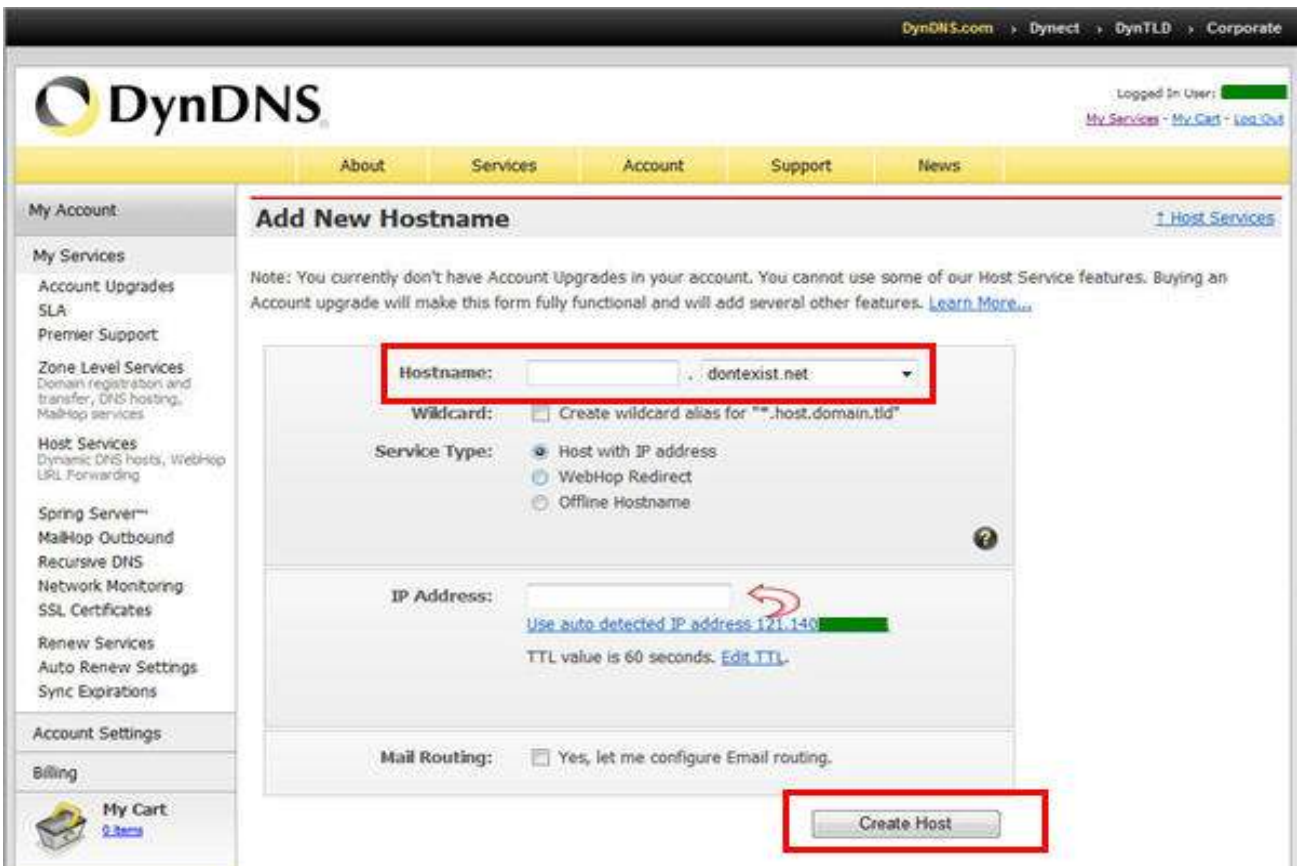 DynDNS.com › Dynect › DynTLD › Corporate
DynDNS
Logged In User:
My Services - My Cart - Log Out
About Services Account Support News
My Account
My Services
Account Upgrades
SLA
Premier Support
Zone Level Services
Domain registration and
transfer, DNS hosting,
MailHop services
Host Services
Dynamic DNS hosts, WebHop
URL Forwarding
Spring Server™
MailHop Outbound
Recursive DNS
Network Monitoring
SSL Certificates
Renew Services
Auto Renew Settings
Sync Expirations
Account Settings
Billing
My Cart
0 items
Add New Hostname
↑ Host Services
Note: You currently don't have Account Upgrades in your account. You cannot use some of our Host Service features. Buying an
Account upgrade will make this form fully functional and will add several other features. Learn More...
Hostname: . dontexist.net
Wildcard: Create wildcard alias for "*.host.domain.tld"
Service Type: Host with IP address
WebHop Redirect
Offline Hostname
?
IP Address:
Use auto detected IP address 121.140
TTL value is 60 seconds. Edit TTL.
Mail Routing: Yes, let me configure Email routing.
Create Host